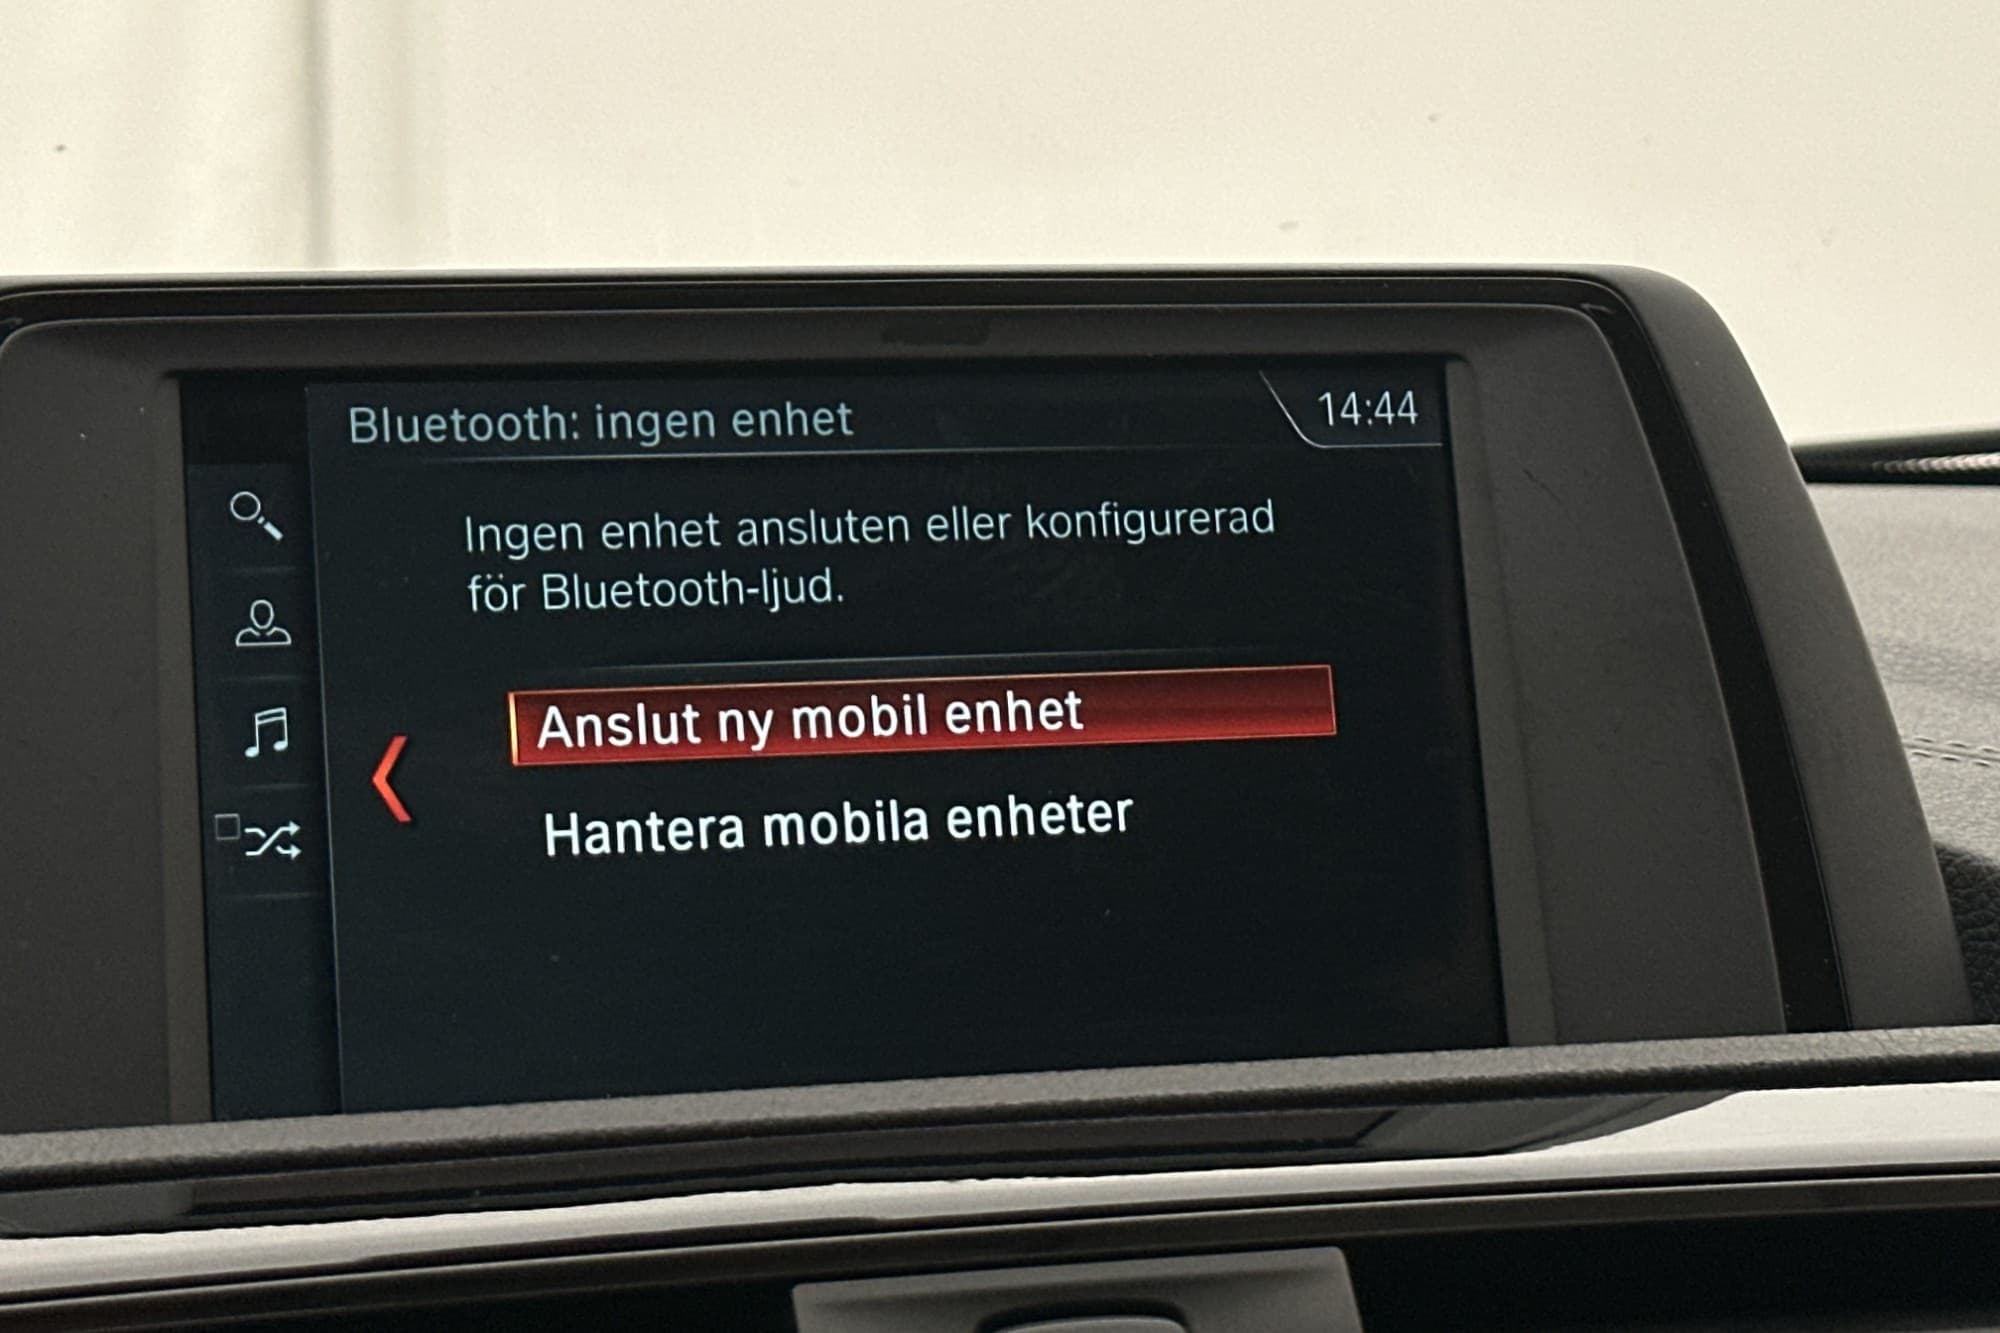 Bluetooth: ingen enhet
14:44
Ingen enhet ansluten eller konfigurerad
för Bluetooth-ljud.
Anslut ny mobil enhet
Hantera mobila enheter